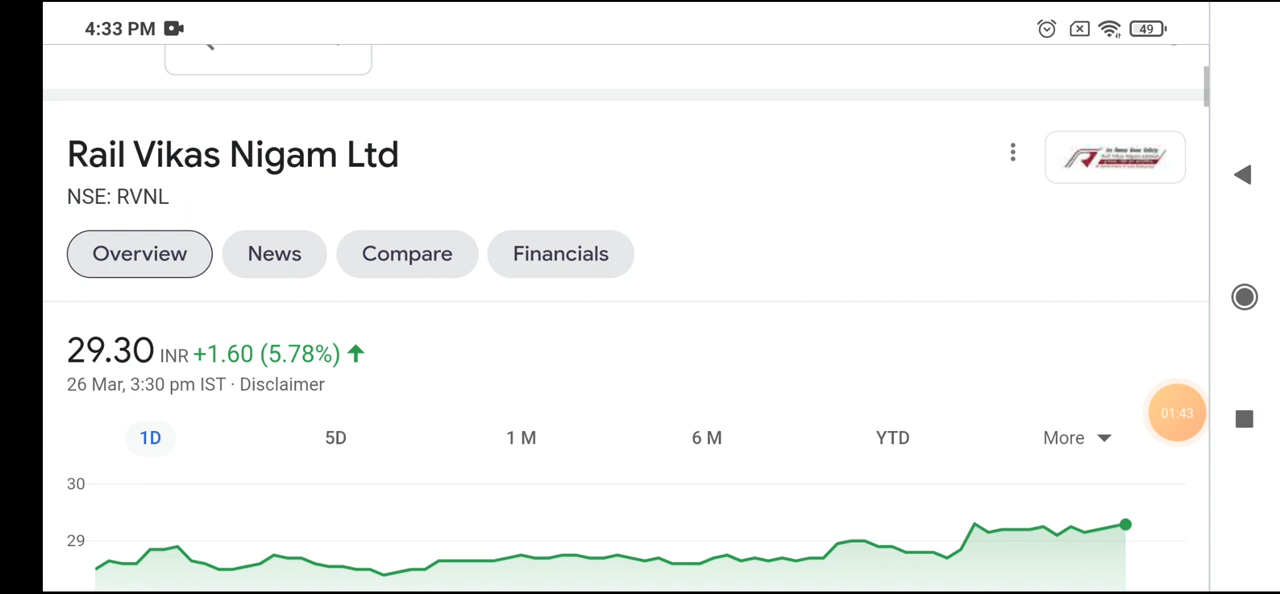 4:33 PM
49
Rail Vikas Nigam Ltd
NSE: RVNL
Overview
News
Compare
Financials
29.30 INR +1.60 (5.78%)
26 Mar, 3:30 pm IST · Disclaimer
01:43
1D
5D
1 M
6 M
YTD
More
30
29